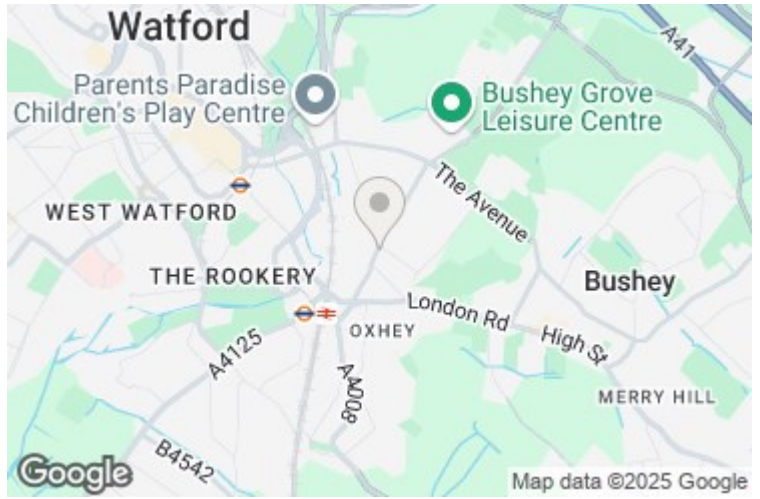 Watford
A41
Parents Paradise
Children's Play Centre
Bushey Grove
Leisure Centre
The Avenue
WEST WATFORD
THE ROOKERY
Bushey
London Rd
OXHEY
High St
A4125
A4008
MERRY HILL
B4542
Google
Map data ©2025 Google